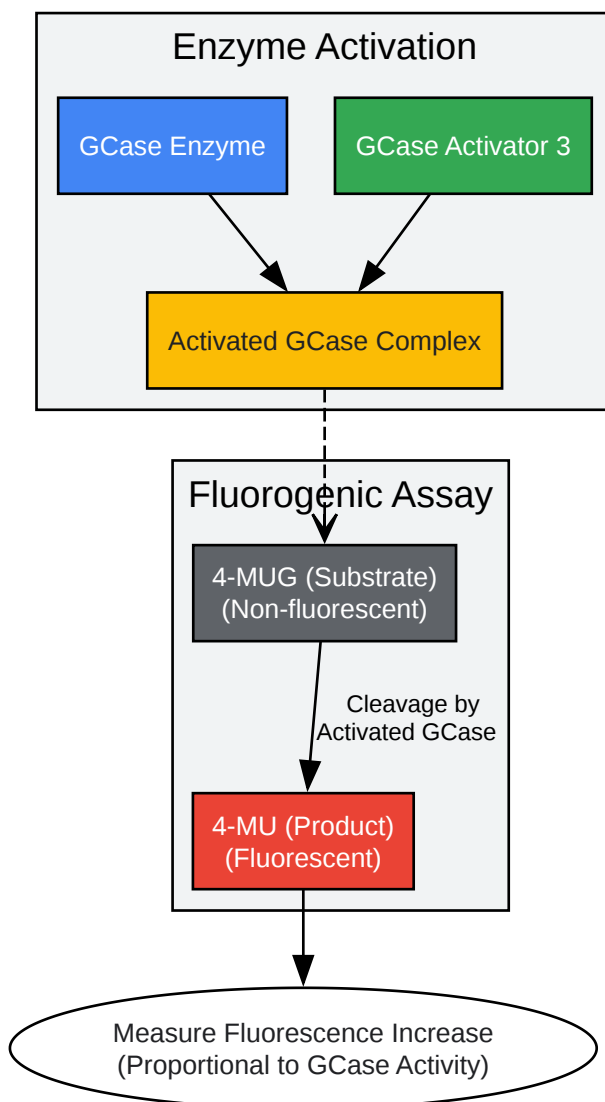 Enzyme Activation
GCase Enzyme
GCase Activator 3
Activated GCase Complex
Fluorogenic Assay
4-MUG (Substrate)
(Non-fluorescent)
Cleavage by
Activated GCase
4-MU (Product)
(Fluorescent)
Measure Fluorescence Increase
(Proportional to GCase Activity)